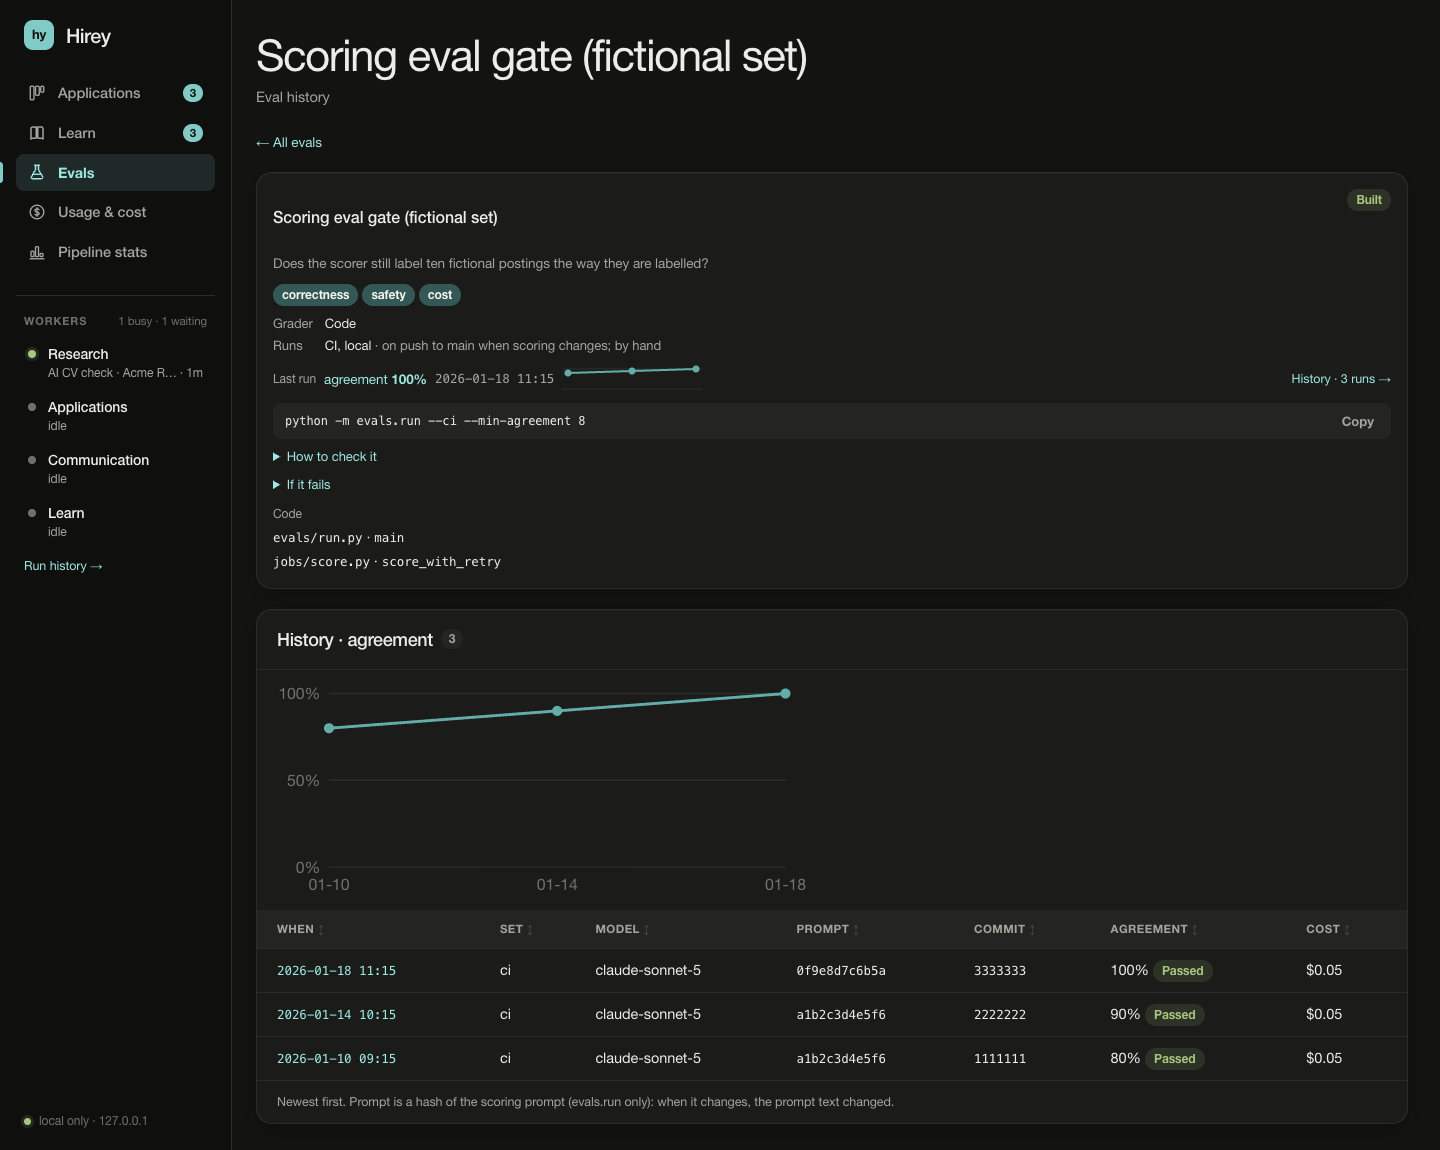 hy Hirey
Applications 3
Learn 3
Evals
Usage & cost
Pipeline stats
WORKERS 1 busy · 1 waiting
Research
AI CV check · Acme R… · 1m
Applications
idle
Communication
idle
Learn
idle
Run history →
local only · 127.0.0.1
Scoring eval gate (fictional set)
Eval history
← All evals
Built
Scoring eval gate (fictional set)
Does the scorer still label ten fictional postings the way they are labelled?
correctness safety cost
Grader Code
Runs CI, local · on push to main when scoring changes; by hand
Last run agreement 100% 2026-01-18 11:15 History · 3 runs →
python -m evals.run --ci --min-agreement 8 Copy
▶ How to check it
▶ If it fails
Code
evals/run.py · main
jobs/score.py · score_with_retry
History · agreement 3
100%
50%
0%
01-10 01-14 01-18
WHEN ↕ SET ↕ MODEL ↕ PROMPT ↕ COMMIT ↕ AGREEMENT ↕ COST ↕
2026-01-18 11:15 ci claude-sonnet-5 0f9e8d7c6b5a 3333333 100% Passed $0.05
2026-01-14 10:15 ci claude-sonnet-5 a1b2c3d4e5f6 2222222 90% Passed $0.05
2026-01-10 09:15 ci claude-sonnet-5 a1b2c3d4e5f6 1111111 80% Passed $0.05
Newest first. Prompt is a hash of the scoring prompt (evals.run only): when it changes, the prompt text changed.